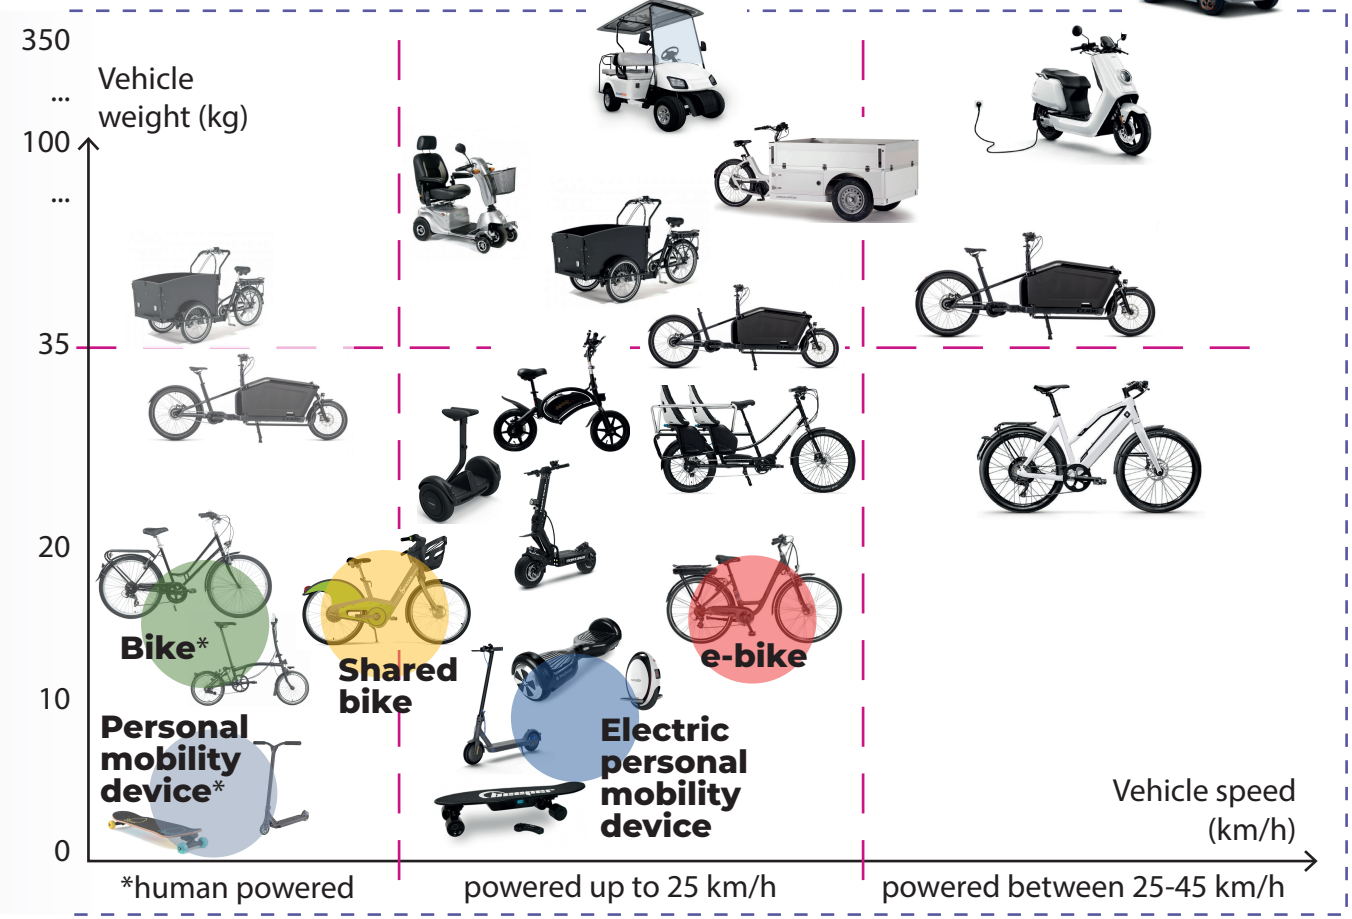 350
Vehicle
weight (kg)
...
100
...
35
20
Bike*
Shared
bike
e-bike
10
Personal
mobility
device*
Electric
personal
mobility
device
Vehicle speed
(km/h)
0
*human powered
powered up to 25 km/h
powered between 25-45 km/h